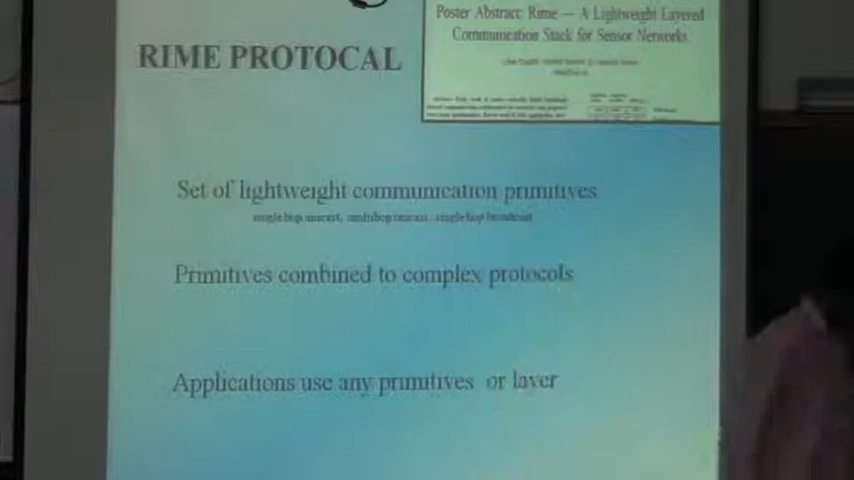 Poster Abstract: Rime — A Lightweight Layered
Communication Stack for Sensor Networks
RIME PROTOCAL
Set of lightweight communication primitives
single hop unicast, multihop unicast, single hop broadcast
Primitives combined to complex protocols
Applications use any primitives or layer